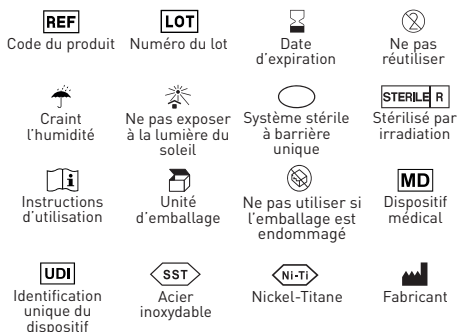 REF LOT
Code du produit Numéro du lot Date d'expiration Ne pas réutiliser
STERILE R
Craint l'humidité Ne pas exposer à la lumière du soleil Système stérile à barrière unique Stérilisé par irradiation
i MD
Instructions d'utilisation Unité d'emballage Ne pas utiliser si l'emballage est endommagé Dispositif médical
UDI SST Ni-Ti
Identification unique du dispositif Acier inoxydable Nickel-Titane Fabricant